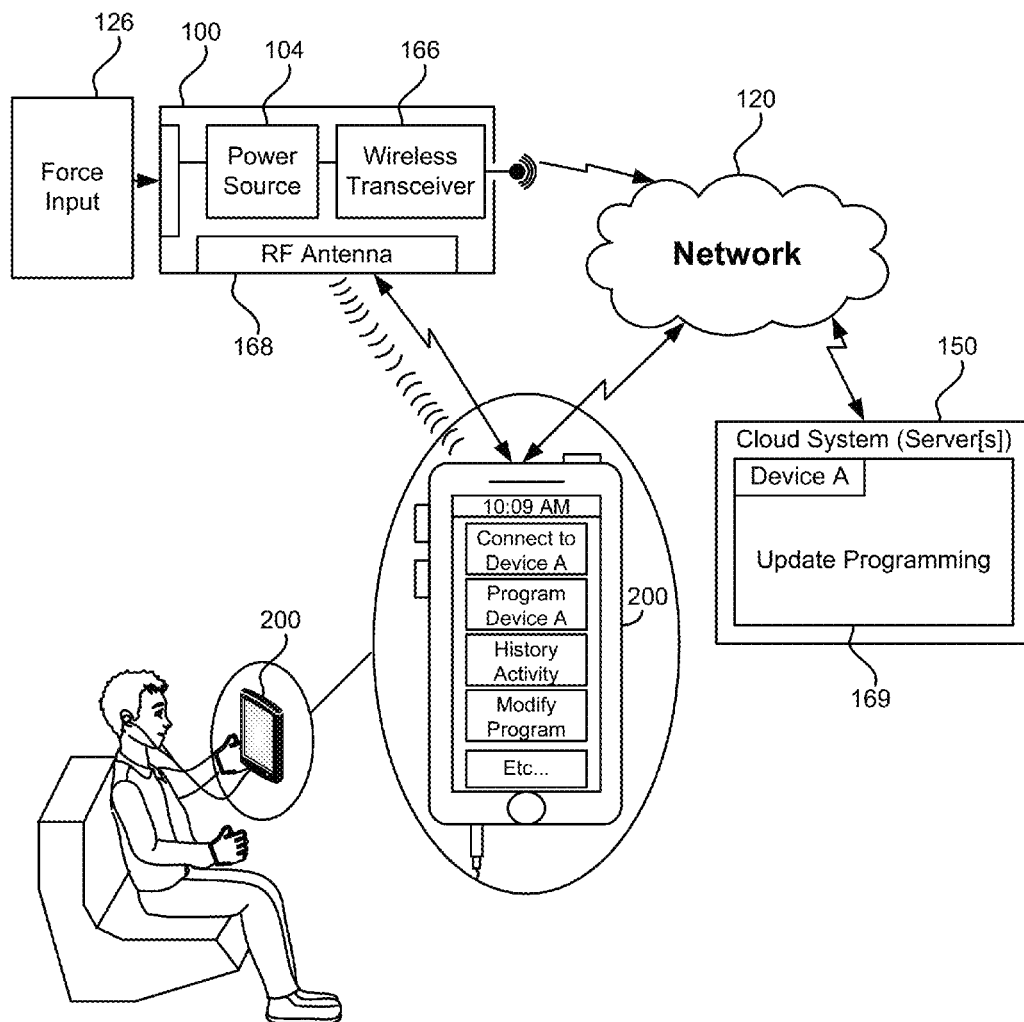 126
100
104
166
120
Force
Input
Power
Source
Wireless
Transceiver
RF Antenna
168
Network
150
Cloud System (Server[s])
Device A
Update Programming
169
10:09 AM
Connect to
Device A
Program
Device A
History
Activity
Modify
Program
Etc...
200
200